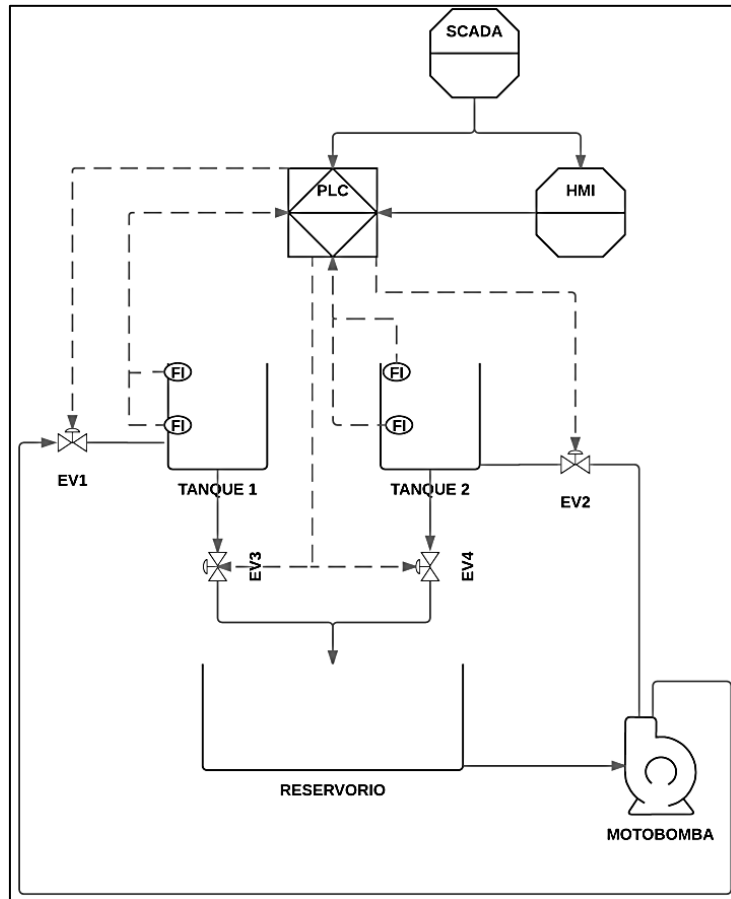 SCADA
PLC
HMI
FI
FI
FI
FI
EV1
TANQUE 1
TANQUE 2
EV2
EV3
EV4
RESERVORIO
MOTOBOMBA